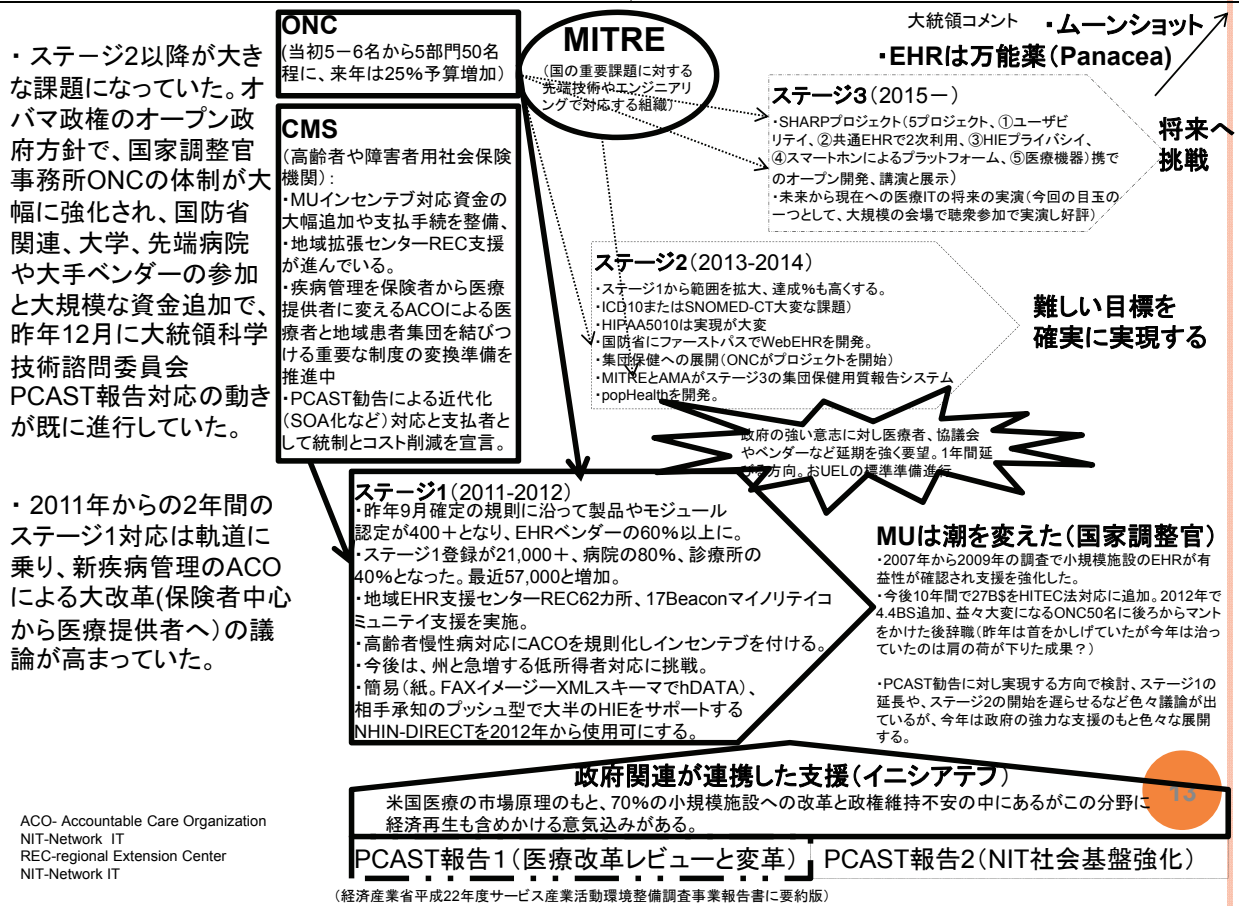 ・ ステージ2以降が大き
な課題になっていた。オ
バマ政権のオープン政
府方針で、国家調整官
事務所ONCの体制が大
幅に強化され、国防省
関連、大学、先端病院
や大手ベンダーの参加
と大規模な資金追加で、
昨年12月に大統領科学
技術諮問委員会
PCAST報告対応の動き
が既に進行していた。
・ 2011年からの2年間の
ステージ1対応は軌道に
乗り、新疾病管理のACO
による大改革(保険者中心
から医療提供者へ)の議
論が高まっていた。
ACO- Accountable Care Organization
NIT-Network IT
REC-regional Extension Center
NIT-Network IT
ONC
(当初5－6名から5部門50名
程に、来年は25%予算増加)
CMS
(高齢者や障害者用社会保険
機関)：
・MUインセンテブ対応資金の
大幅追加や支払手続を整備、
・地域拡張センターREC支援
が進んでいる。
・疾病管理を保険者から医療
提供者に変えるACOによる医
療者と地域患者集団を結びつ
ける重要な制度の変換準備を
推進中
・PCAST勧告による近代化
(SOA化など)対応と支払者と
して統制とコスト削減を宣言。
MITRE
(国の重要課題に対する
先端技術やエンジニアリ
ングで対応する組織)
大統領コメント ・ムーンショット
・EHRは万能薬(Panacea)
ステージ3(2015－)
・SHARPプロジェクト(5プロジェクト、①ユーザビ
リテイ、②共通EHRで2次利用、③HIEプライバシイ、
④スマートホンによるプラットフォーム、⑤医療機器)携で
のオープン開発、講演と展示)
・未来から現在への医療ITの将来の実演(今回の目玉の
一つとして、大規模の会場で聴衆参加で実演し好評)
将来へ
挑戦
ステージ2(2013-2014)
・ステージ1から範囲を拡大、達成%も高くする。
・ICD10またはSNOMED-CT大変な課題)
・HIPAA5010は実現が大変
・国防省にファーストパスでWebEHRを開発。
・集団保健への展開(ONCがプロジェクトを開始)
・MITREとAMAがステージ3の集団保健用質報告システム
・popHealthを開発。
難しい目標を
確実に実現する
政府の強い意志に対し医療者、協議会
やベンダーなど延期を強く要望。1年間延
びる方向。おUELの標準準備進行
ステージ1(2011-2012)
・昨年9月確定の規則に沿って製品やモジュール
認定が400＋となり、EHRベンダーの60%以上に。
・ステージ1登録が21,000＋、病院の80%、診療所の
40%となった。最近57,000と増加。
・地域EHR支援センターREC62カ所、17Beaconマイノリテイコ
ミュニテイ支援を実施。
・高齢者慢性病対応にACOを規則化しインセンテブを付ける。
・今後は、州と急増する低所得者対応に挑戦。
・簡易(紙。FAXイメージーXMLスキーマでhDATA)、
相手承知のプッシュ型で大半のHIEをサポートする
NHIN-DIRECTを2012年から使用可にする。
MUは潮を変えた(国家調整官)
・2007年から2009年の調査で小規模施設のEHRが有
益性が確認され支援を強化した。
・今後10年間で27B$をHITEC法対応に追加。2012年で
4.4BS追加、益々大変になるONC50名に後ろからマント
をかけた後辞職(昨年は首をかしげていたが今年は治っ
ていたのは肩の荷が下りた成果？)
・PCAST勧告に対し実現する方向で検討、ステージ1の
延長や、ステージ2の開始を遅らせるなど色々議論が出
ているが、今年は政府の強力な支援のもと色々な展開
する。
政府関連が連携した支援(イニシアテブ)
米国医療の市場原理のもと、70%の小規模施設への改革と政権維持不安の中にあるがこの分野に
経済再生も含めかける意気込みがある。
13
PCAST報告1(医療改革レビューと変革)
PCAST報告2(NIT社会基盤強化)
(経済産業省平成22年度サービス産業活動環境整備調査事業報告書に要約版)